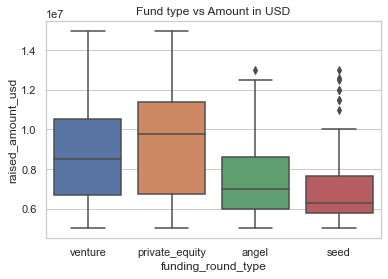 Fund type vs Amount in USD
1e7
1.4
1.2
1.0
0.8
0.6
raised_amount_usd
venture private_equity angel seed
funding_round_type